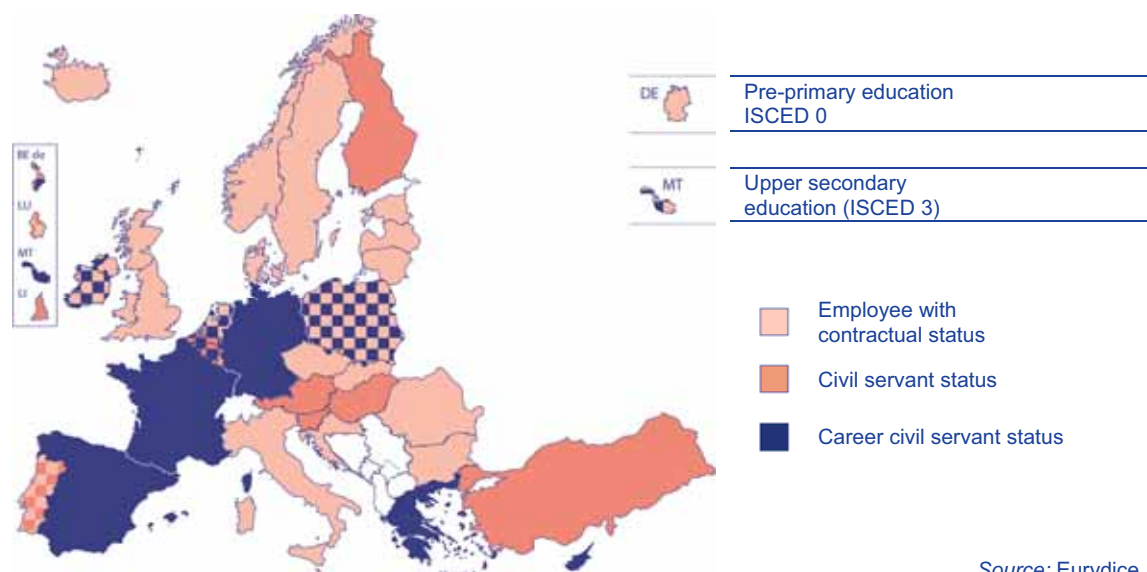 BE de
LU
MT
LI
DE
Pre-primary education
ISCED 0
MT
Upper secondary
education (ISCED 3)
Employee with
contractual status
Civil servant status
Career civil servant status
Source: Eurydice